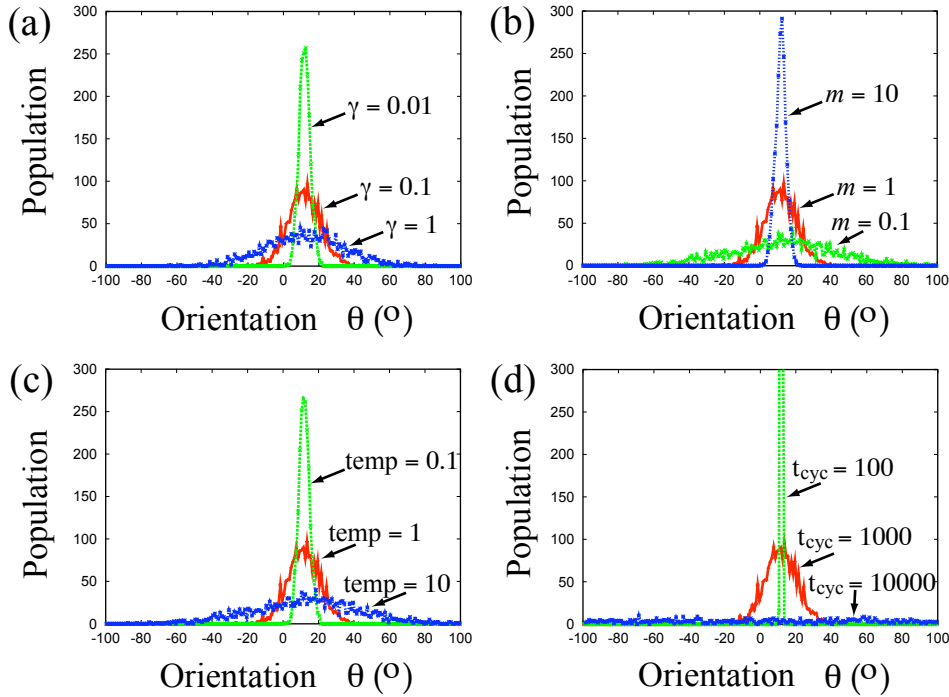 (a)
300
250
200
150
100
50
0
Population
γ = 0.01
γ = 0.1
γ = 1
-100 -80 -60 -40 -20 0 20 40 60 80 100
Orientation θ (°)
(b)
300
250
200
150
100
50
0
Population
m = 10
m = 1
m = 0.1
-100 -80 -60 -40 -20 0 20 40 60 80 100
Orientation θ (°)
(c)
300
250
200
150
100
50
0
Population
temp = 0.1
temp = 1
temp = 10
-100 -80 -60 -40 -20 0 20 40 60 80 100
Orientation θ (°)
(d)
300
250
200
150
100
50
0
Population
tcyc = 100
tcyc = 1000
tcyc = 10000
-100 -80 -60 -40 -20 0 20 40 60 80 100
Orientation θ (°)